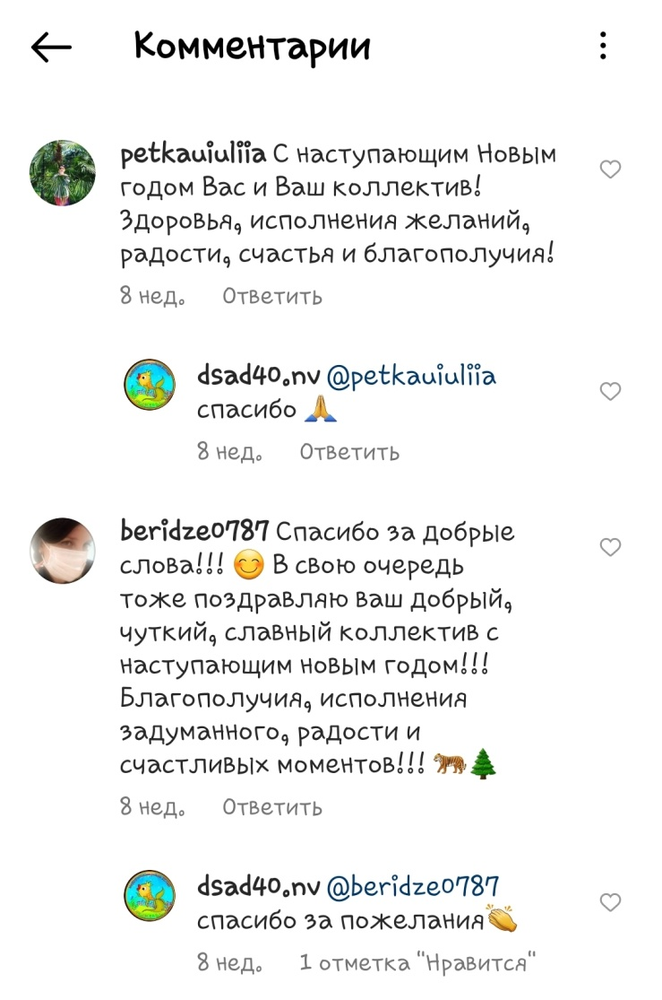 Комментарии
petkauiuliia С наступающим Новым
годом Вас и Ваш коллектив!
Здоровья, исполнения желаний,
радости, счастья и благополучия!
8 нед. Ответить
dsad40.nv @petkauiuliia
спасибо 🙏
8 нед. Ответить
beridze0787 Спасибо за добрые
слова!!! 😊 В свою очередь
тоже поздравляю ваш добрый,
чуткий, славный коллектив с
наступающим новым годом!!!
Благополучия, исполнения
задуманного, радости и
счастливых моментов!!! 🐅🌲
8 нед. Ответить
dsad40.nv @beridze0787
спасибо за пожелания👏
8 нед. 1 отметка "Нравится"